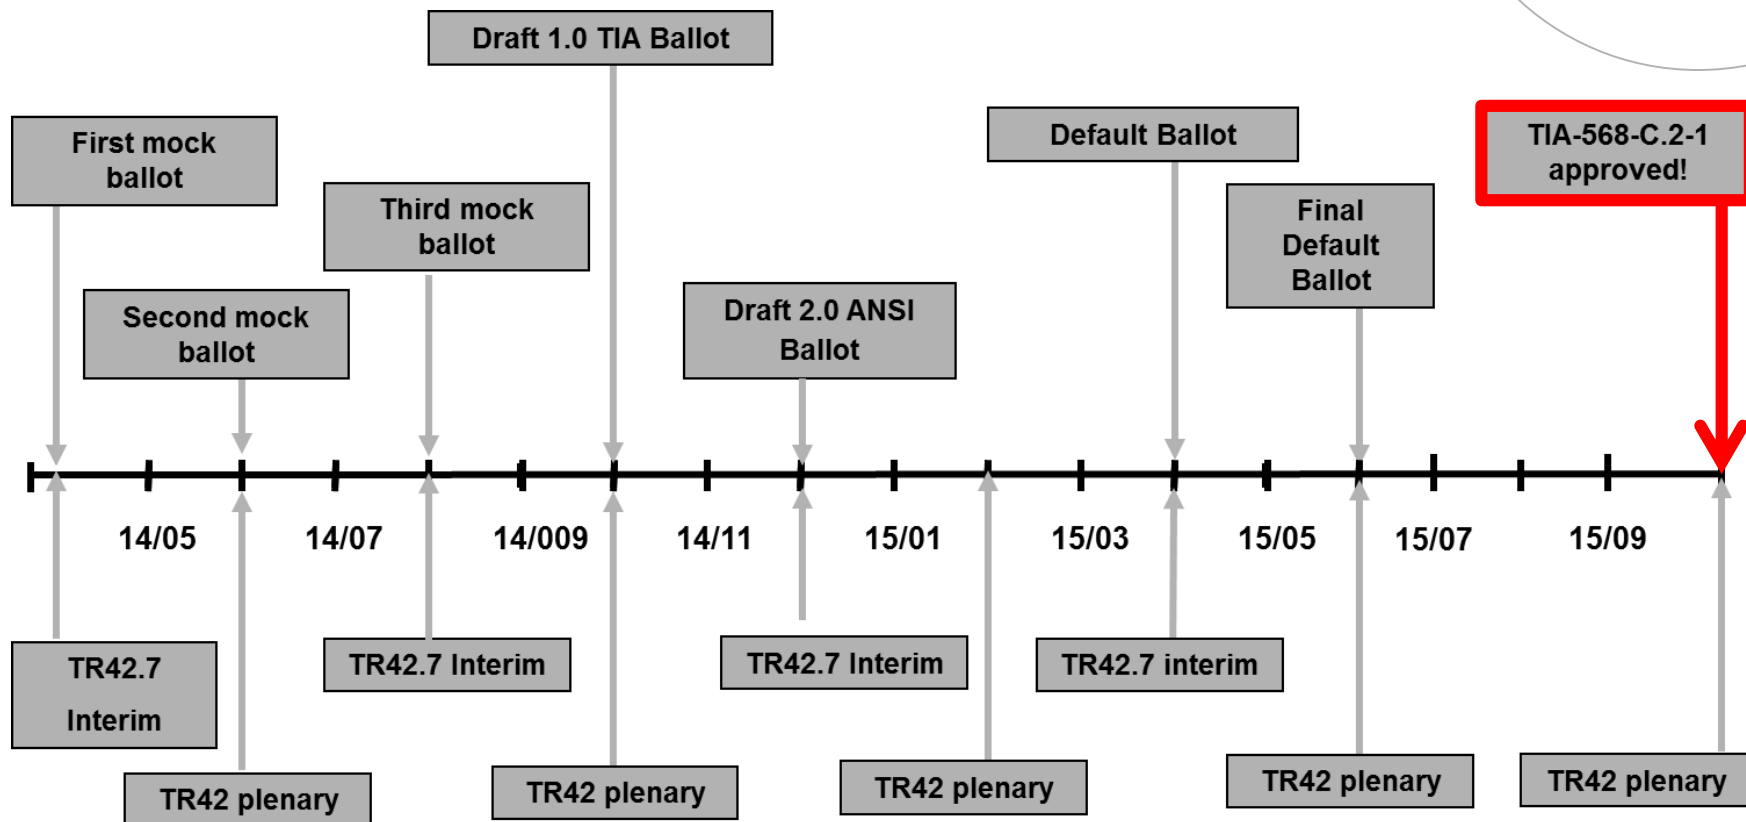 Draft 1.0 TIA Ballot
First mock
ballot
Default Ballot
TIA-568-C.2-1
approved!
Third mock
ballot
Final
Default
Ballot
Second mock
ballot
Draft 2.0 ANSI
Ballot
14/05
14/07
14/009
14/11
15/01
15/03
15/05
15/07
15/09
TR42.7
Interim
TR42.7 Interim
TR42.7 Interim
TR42.7 interim
TR42 plenary
TR42 plenary
TR42 plenary
TR42 plenary
TR42 plenary